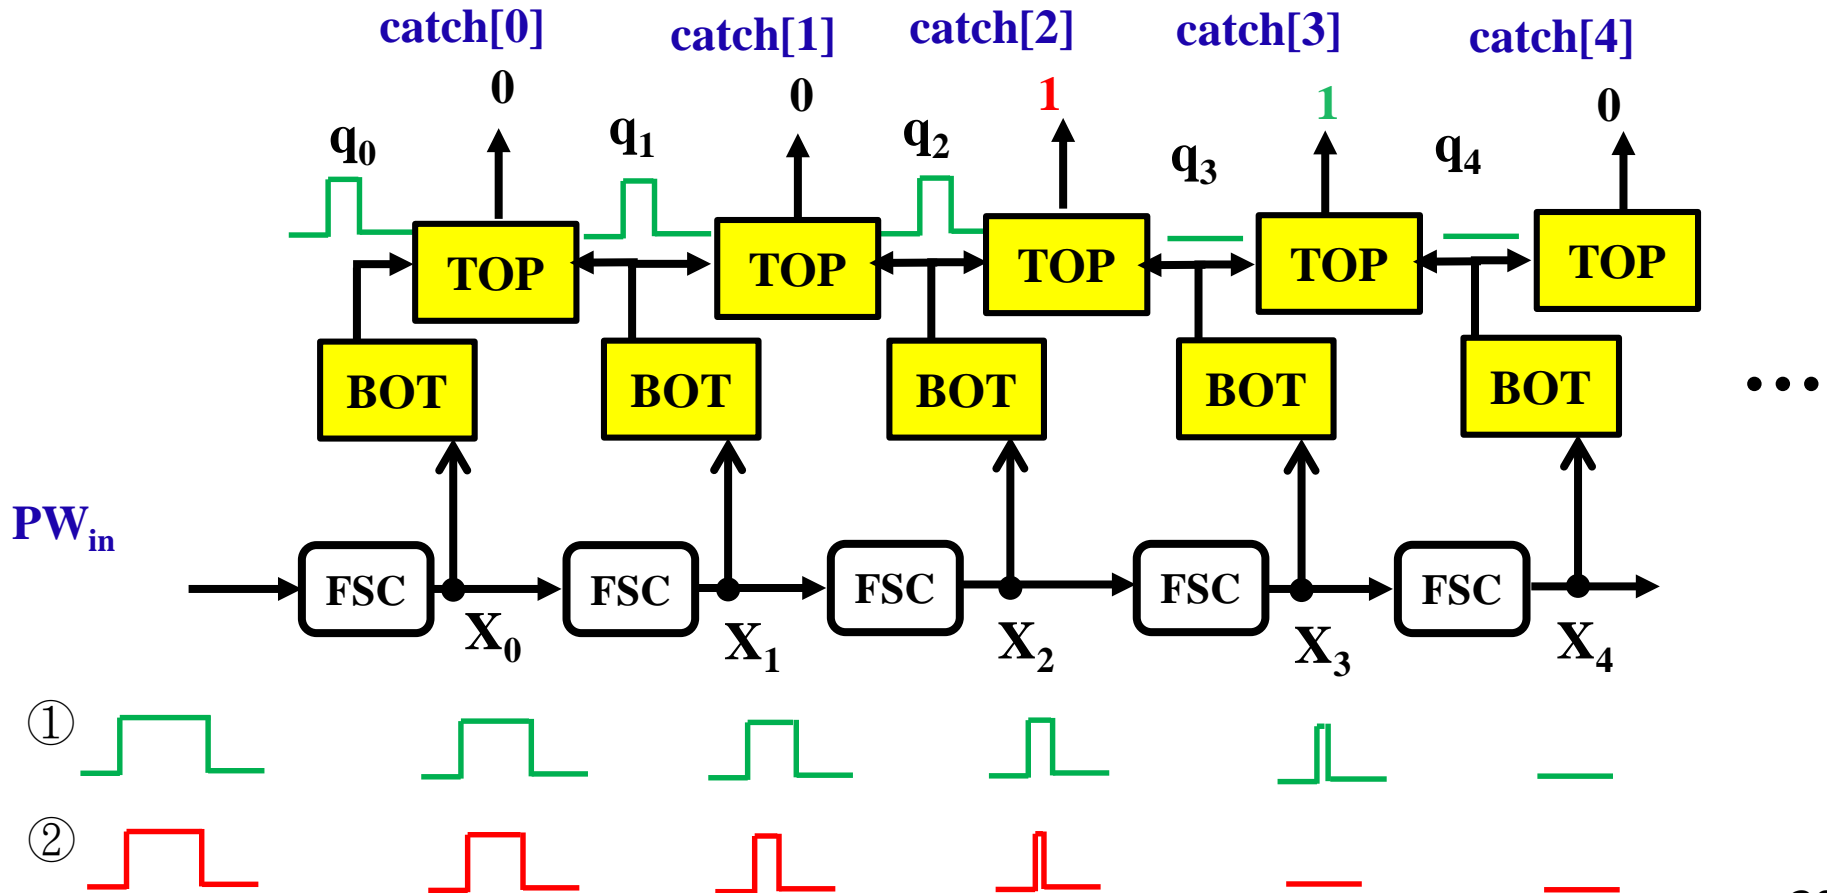 catch[0] catch[1] catch[2] catch[3] catch[4]
0 0 1 1 0
q0 q1 q2 q3 q4
TOP TOP TOP TOP TOP
BOT BOT BOT BOT BOT
...
PWin
FSC FSC FSC FSC FSC
X0 X1 X2 X3 X4
①
②